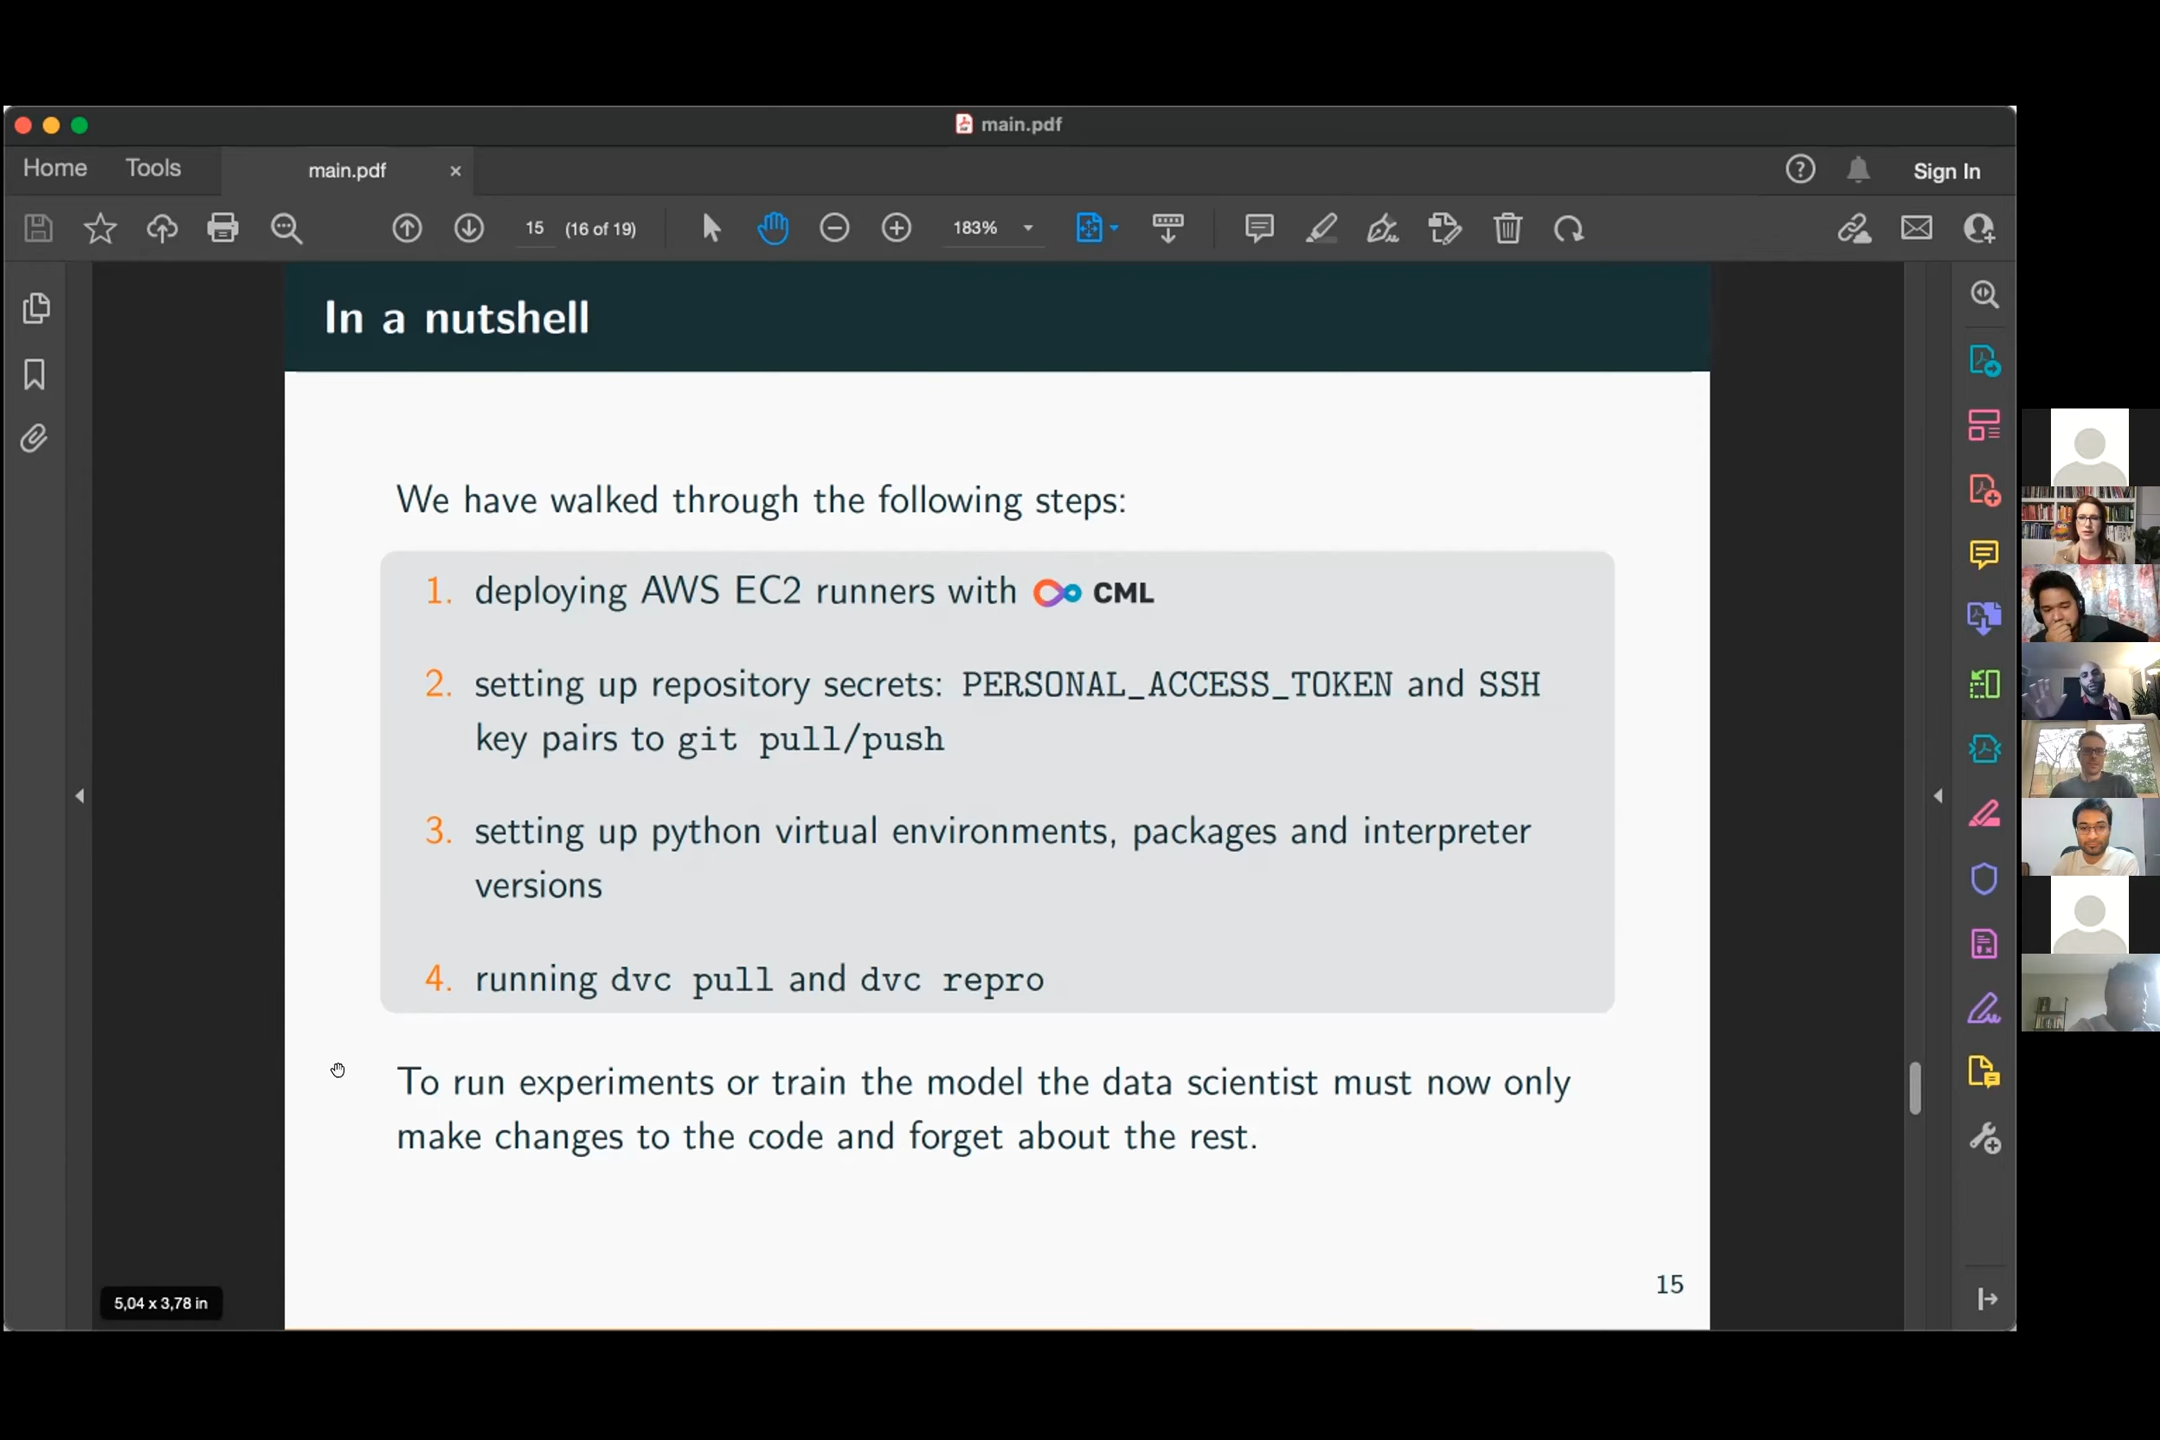 main.pdf
Home Tools main.pdf × Sign In
15 (16 of 19) 183%
In a nutshell
We have walked through the following steps:
1. deploying AWS EC2 runners with CML
2. setting up repository secrets: PERSONAL_ACCESS_TOKEN and SSH
key pairs to git pull/push
3. setting up python virtual environments, packages and interpreter
versions
4. running dvc pull and dvc repro
To run experiments or train the model the data scientist must now only
make changes to the code and forget about the rest.
15
5,04 x 3,78 in